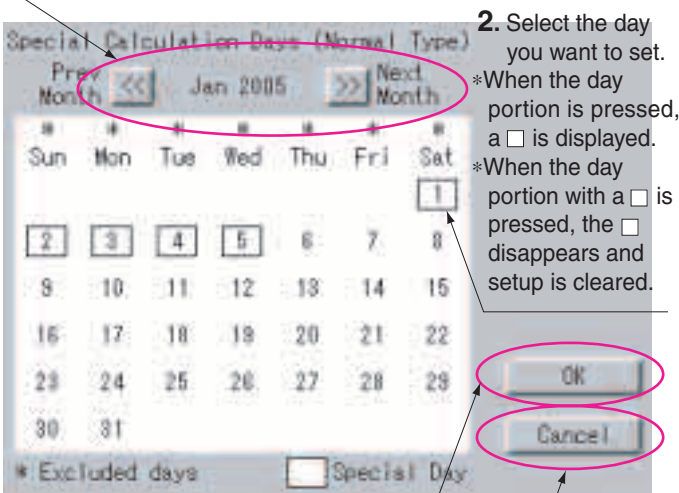 Special Calculation Days (Normal Type)
Prev Month << Jan 2005 >> Next Month
* * * * * * *
Sun Mon Tue Wed Thu Fri Sat
1
2 3 4 5 6 7 8
9 10 11 12 13 14 15
16 17 18 19 20 21 22
23 24 25 26 27 28 29
30 31
* Excluded days Special Day
OK
Cancel
2. Select the day
you want to set.
*When the day
portion is pressed,
a □ is displayed.
*When the day
portion with a □ is
pressed, the □
disappears and
setup is cleared.